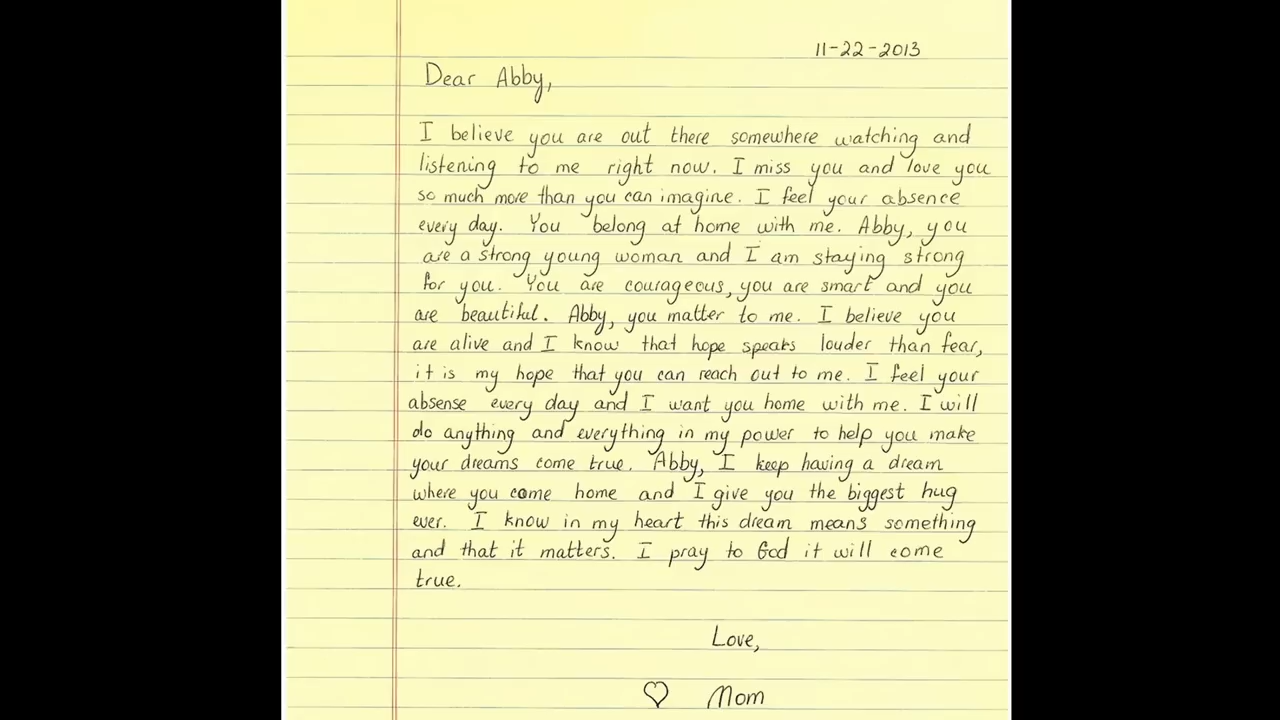 11-22-2013
Dear Abby,
I believe you are out there somewhere watching and
listening to me right now. I miss you and love you
so much more than you can imagine. I feel your absence
every day. You belong at home with me. Abby, you
are a strong young woman and I am staying strong
for you. You are courageous, you are smart and you
are beautiful. Abby, you matter to me. I believe you
are alive and I know that hope speaks louder than fear,
it is my hope that you can reach out to me. I feel your
absense every day and I want you home with me. I will
do anything and everything in my power to help you make
your dreams come true. Abby, I keep having a dream
where you come home and I give you the biggest hug
ever. I know in my heart this dream means something
and that it matters. I pray to God it will come
true.
Love,
♡ Mom